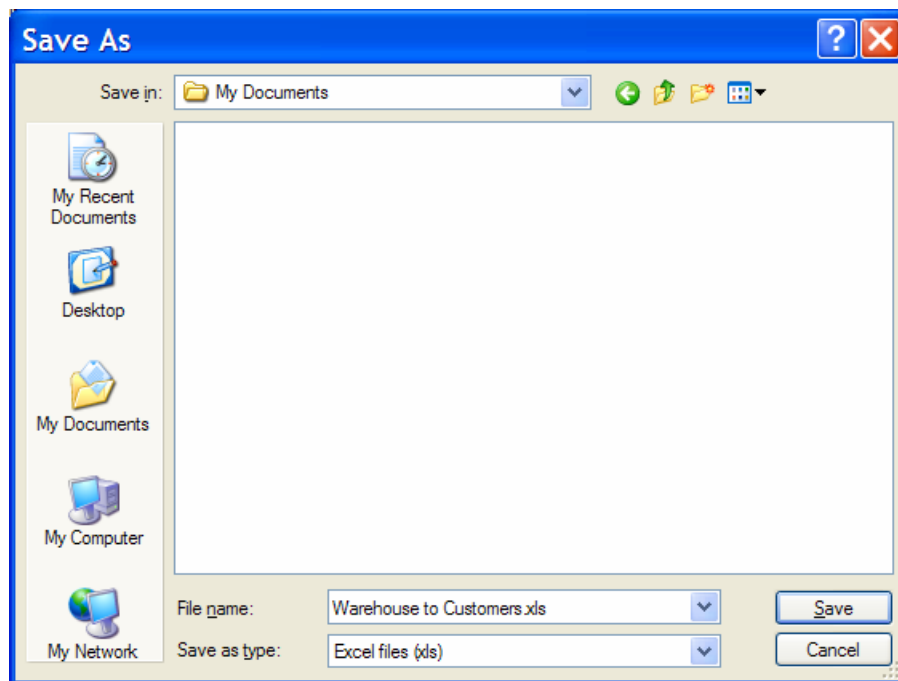 Save As
?
Save in: My Documents
My Recent
Documents
Desktop
My Documents
My Computer
My Network
File name: Warehouse to Customers.xls Save
Save as type: Excel files (xls) Cancel